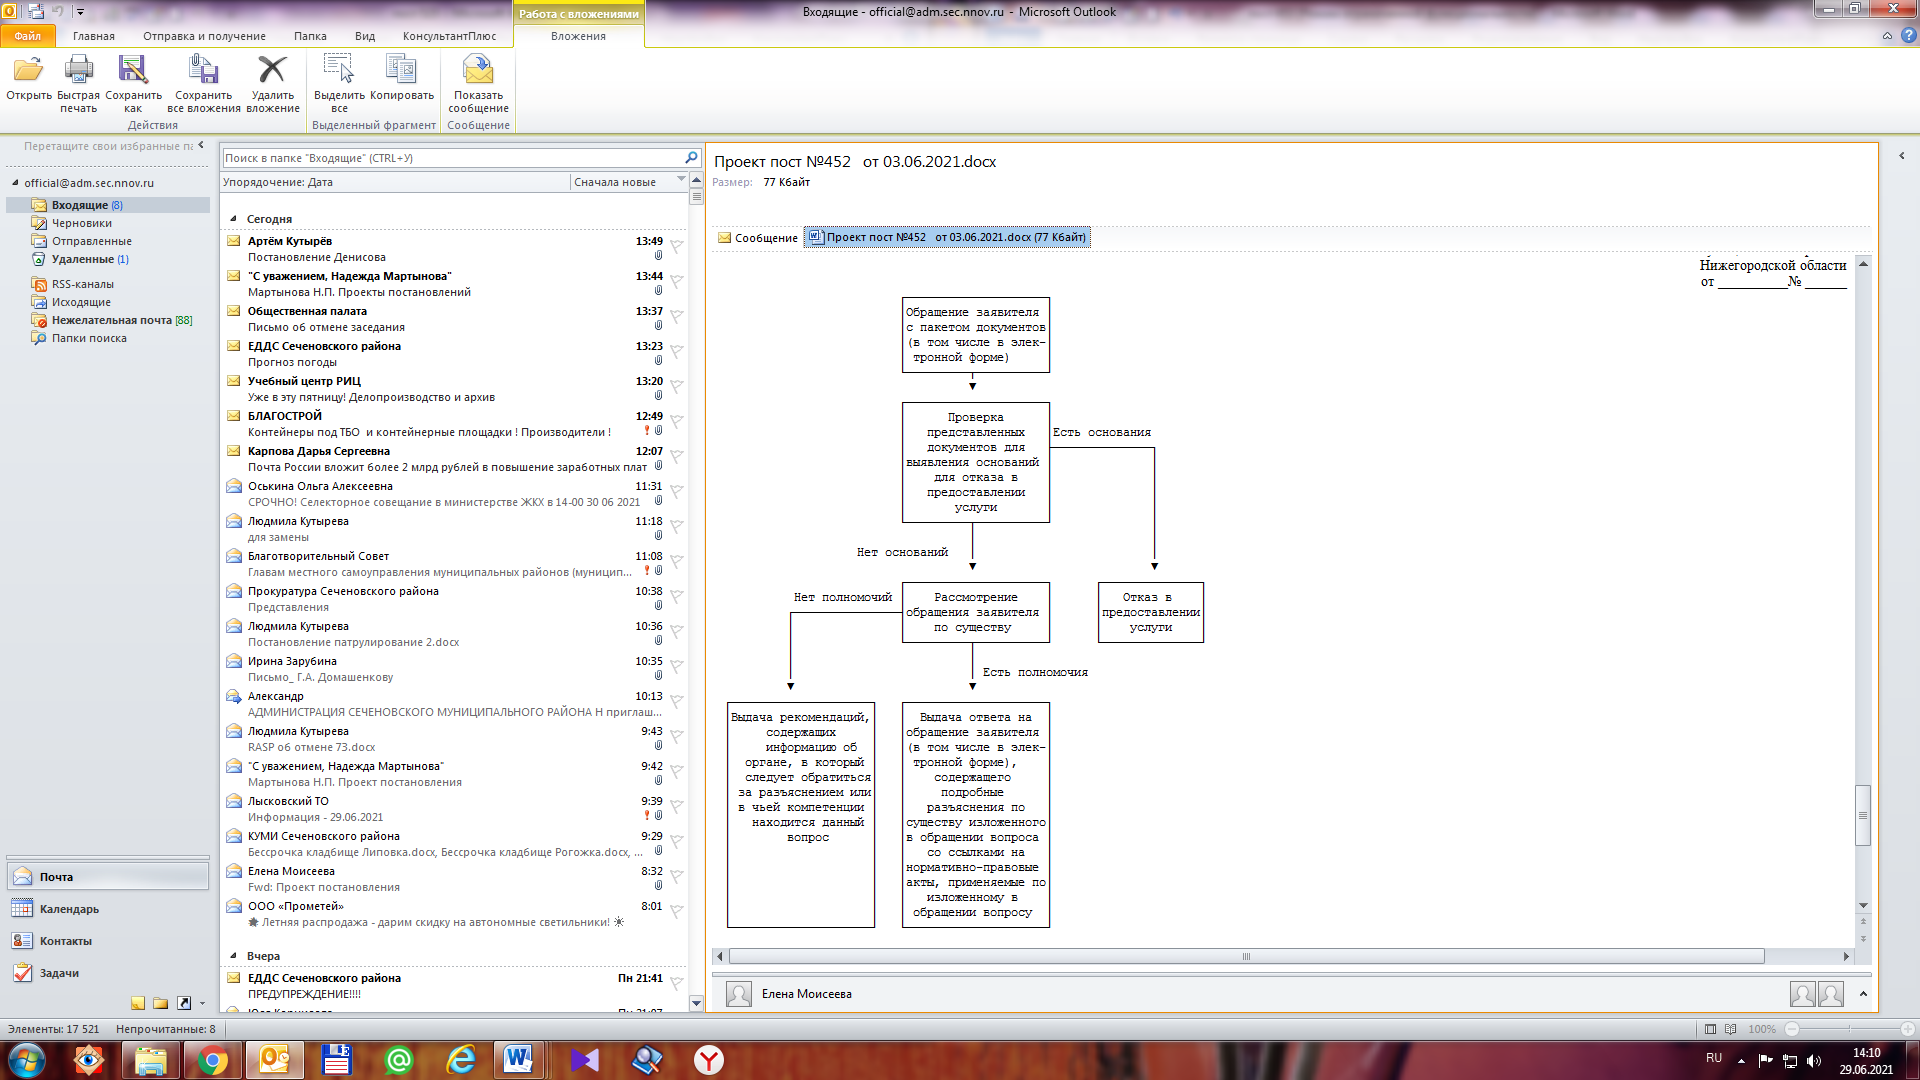 Работа с вложениями
Входящие - official@adm.sec.nnov.ru - Microsoft Outlook
Файл
Главная
Отправка и получение
Папка
Вид
КонсультантПлюс
Вложения
Открыть
Быстрая
печать
Сохранить
как
Сохранить
все вложения
Удалить
вложение
Выделить
все
Копировать
Показать
сообщение
Действия
Выделенный фрагмент
Сообщение
Перетащите свои избранные па
official@adm.sec.nnov.ru
Входящие (8)
Черновики
Отправленные
Удаленные (1)
RSS-каналы
Исходящие
Нежелательная почта [88]
Папки поиска
Почта
Календарь
Контакты
Задачи
Поиск в папке "Входящие" (CTRL+У)
Упорядочение: Дата
Сначала новые
Сегодня
Артём Кутырёв 13:49
Постановление Денисова
"С уважением, Надежда Мартынова" 13:44
Мартынова Н.П. Проекты постановлений
Общественная палата 13:37
Письмо об отмене заседания
ЕДДС Сеченовского района 13:23
Прогноз погоды
Учебный центр РИЦ 13:20
Уже в эту пятницу! Делопроизводство и архив
БЛАГОСТРОЙ 12:49
Контейнеры под ТБО и контейнерные площадки ! Производители !
Карпова Дарья Сергеевна 12:07
Почта России вложит более 2 млрд рублей в повышение заработных плат
Оськина Ольга Алексеевна 11:31
СРОЧНО! Селекторное совещание в министерстве ЖКХ в 14-00 30 06 2021
Людмила Кутырева 11:18
для замены
Благотворительный Совет 11:08
Главам местного самоуправления муниципальных районов (муницип...
Прокуратура Сеченовского района 10:38
Представления
Людмила Кутырева 10:36
Постановление патрулирование 2.docx
Ирина Зарубина 10:35
Письмо_ Г.А. Домашенкову
Александр 10:13
АДМИНИСТРАЦИЯ СЕЧЕНОВСКОГО МУНИЦИПАЛЬНОГО РАЙОНА Н приглаш...
Людмила Кутырева 9:43
RASP об отмене 73.docx
"С уважением, Надежда Мартынова" 9:42
Мартынова Н.П. Проект постановления
Лысковский ТО 9:39
Информация - 29.06.2021
КУМИ Сеченовского района 9:29
Бессрочка кладбище Липовка.docx, Бессрочка кладбище Рогожка.docx, ...
Елена Моисеева 8:32
Fwd: Проект постановления
ООО «Прометей» 8:01
Летняя распродажа - дарим скидку на автономные светильники! ☀
Вчера
ЕДДС Сеченовского района Пн 21:41
ПРЕДУПРЕЖДЕНИЕ!!!!
Проект пост №452 от 03.06.2021.docx
Размер: 77 Кбайт
Сообщение
Проект пост №452 от 03.06.2021.docx (77 Кбайт)
Нижегородской области
от __________№ ______
Обращение заявителя
с пакетом документов
(в том числе в элек-
тронной форме)
Проверка
представленных
документов для
выявления оснований
для отказа в
предоставлении
услуги
Есть основания
Нет оснований
Нет полномочий
Рассмотрение
обращения заявителя
по существу
Отказ в
предоставлении
услуги
Есть полномочия
Выдача рекомендаций,
содержащих
информацию об
органе, в который
следует обратиться
за разъяснением или
в чьей компетенции
находится данный
вопрос
Выдача ответа на
обращение заявителя
(в том числе в элек-
тронной форме),
содержащего
подробные
разъяснения по
существу изложенного
в обращении вопроса
со ссылками на
нормативно-правовые
акты, применяемые по
изложенному в
обращении вопросу
Елена Моисеева
Элементы: 17 521
Непрочитанные: 8
100%
RU
14:10
29.06.2021